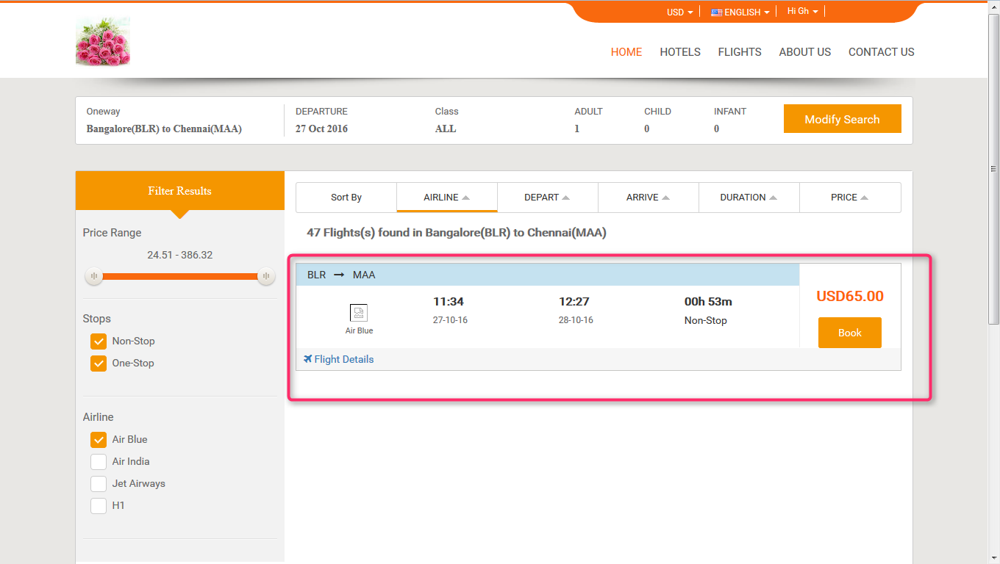 USD ENGLISH Hi Gh
HOME HOTELS FLIGHTS ABOUT US CONTACT US
Oneway DEPARTURE Class ADULT CHILD INFANT
Bangalore(BLR) to Chennai(MAA) 27 Oct 2016 ALL 1 0 0
Modify Search
Filter Results
Price Range
24.51 - 386.32
Stops
Non-Stop
One-Stop
Airline
Air Blue
Air India
Jet Airways
H1
Sort By AIRLINE DEPART ARRIVE DURATION PRICE
47 Flights(s) found in Bangalore(BLR) to Chennai(MAA)
BLR → MAA
11:34 12:27 00h 53m
27-10-16 28-10-16 Non-Stop
Air Blue
USD65.00
Book
Flight Details